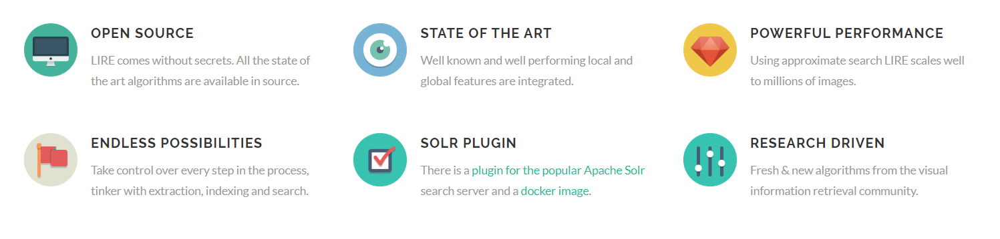 OPEN SOURCE
LIRE comes without secrets. All the state of
the art algorithms are available in source.
STATE OF THE ART
Well known and well performing local and
global features are integrated.
POWERFUL PERFORMANCE
Using approximate search LIRE scales well
to millions of images.
ENDLESS POSSIBILITIES
Take control over every step in the process,
tinker with extraction, indexing and search.
SOLR PLUGIN
There is a plugin for the popular Apache Solr
search server and a docker image.
RESEARCH DRIVEN
Fresh & new algorithms from the visual
information retrieval community.